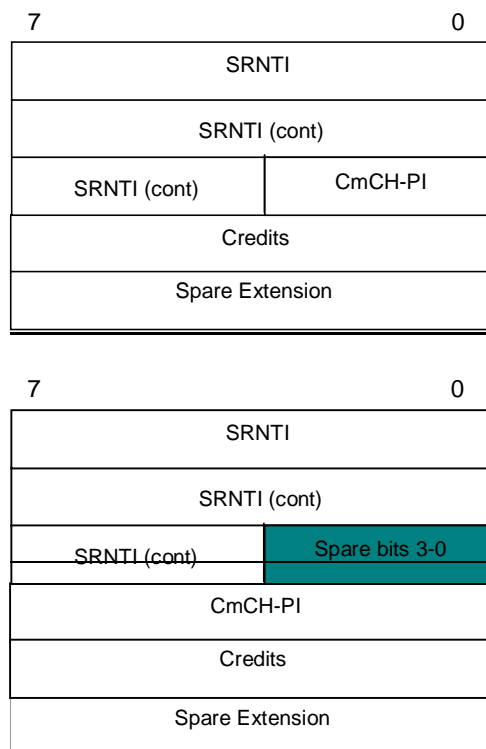 7 0
SRNTI
SRNTI (cont)
SRNTI (cont) CmCH-PI
Credits
Spare Extension
7 0
SRNTI
SRNTI (cont)
SRNTI (cont) Spare bits 3-0
CmCH-PI
Credits
Spare Extension